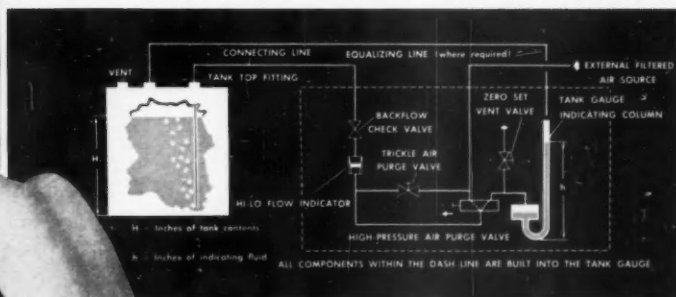 CONNECTING LINE
EQUALIZING LINE (where required)
VENT
TANK TOP FITTING
EXTERNAL FILTERED
AIR SOURCE
ZERO SET
VENT VALVE
TANK GAUGE
INDICATING COLUMN
BACKFLOW
CHECK VALVE
H
TRICKLE AIR
PURGE VALVE
h
HI-LO FLOW INDICATOR
H = Inches of tank contents
HIGH-PRESSURE AIR PURGE VALVE
h = Inches of indicating fluid
ALL COMPONENTS WITHIN THE DASH LINE ARE BUILT INTO THE TANK GAUGE